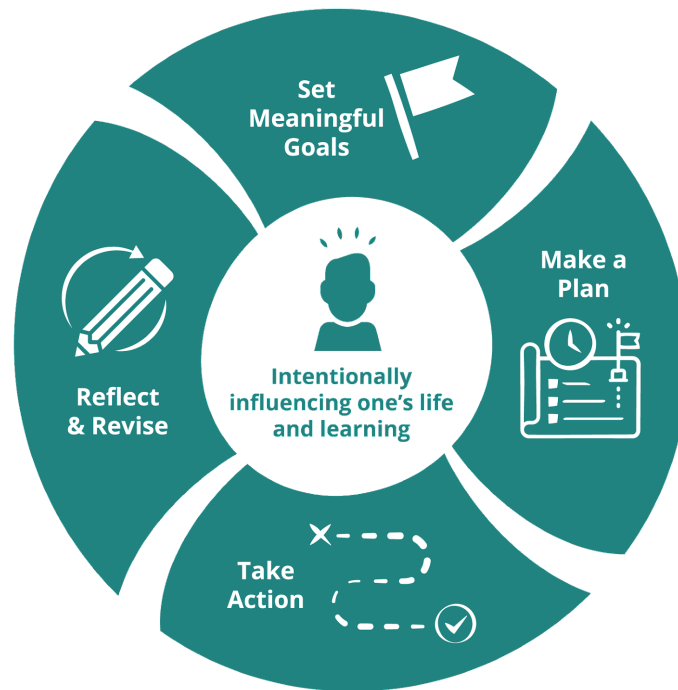 Set
Meaningful
Goals
Make a
Plan
Intentionally
influencing one’s life
and learning
Reflect
& Revise
Take
Action